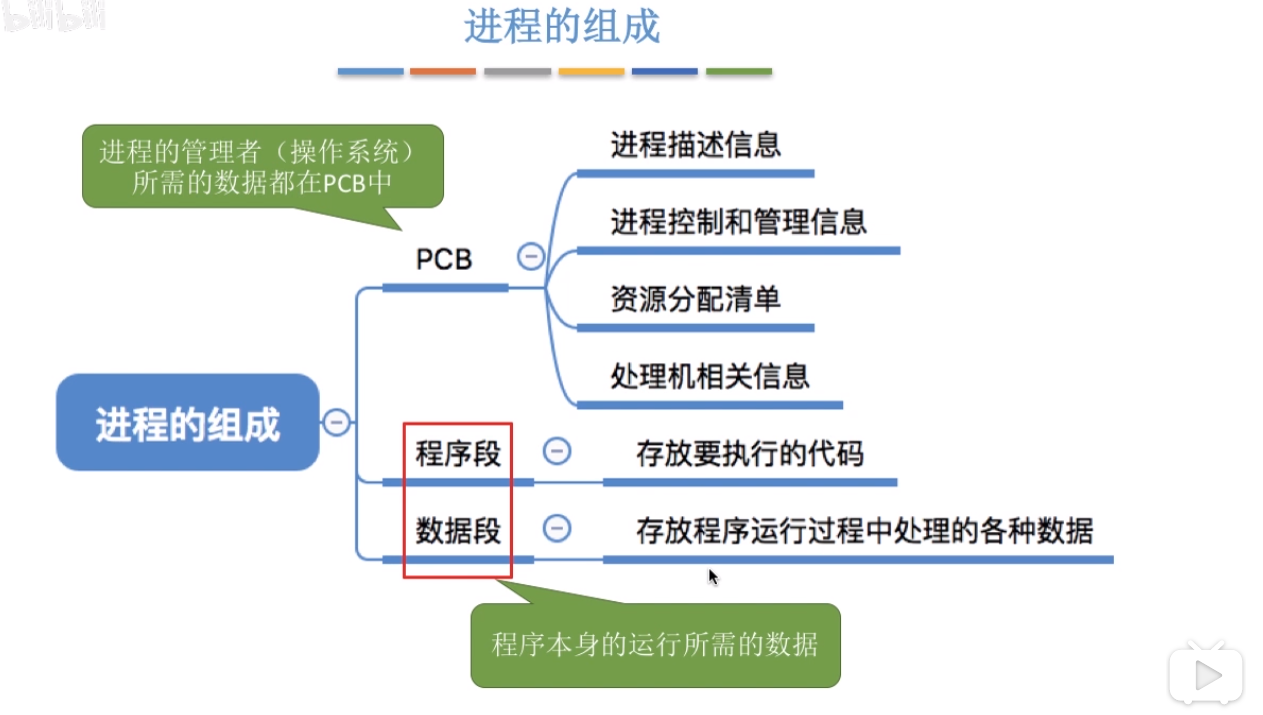 bilibili
进程的组成
进程的管理者（操作系统）
所需的数据都在PCB中
进程描述信息
进程控制和管理信息
PCB
资源分配清单
处理机相关信息
进程的组成
程序段
存放要执行的代码
数据段
存放程序运行过程中处理的各种数据
程序本身的运行所需的数据